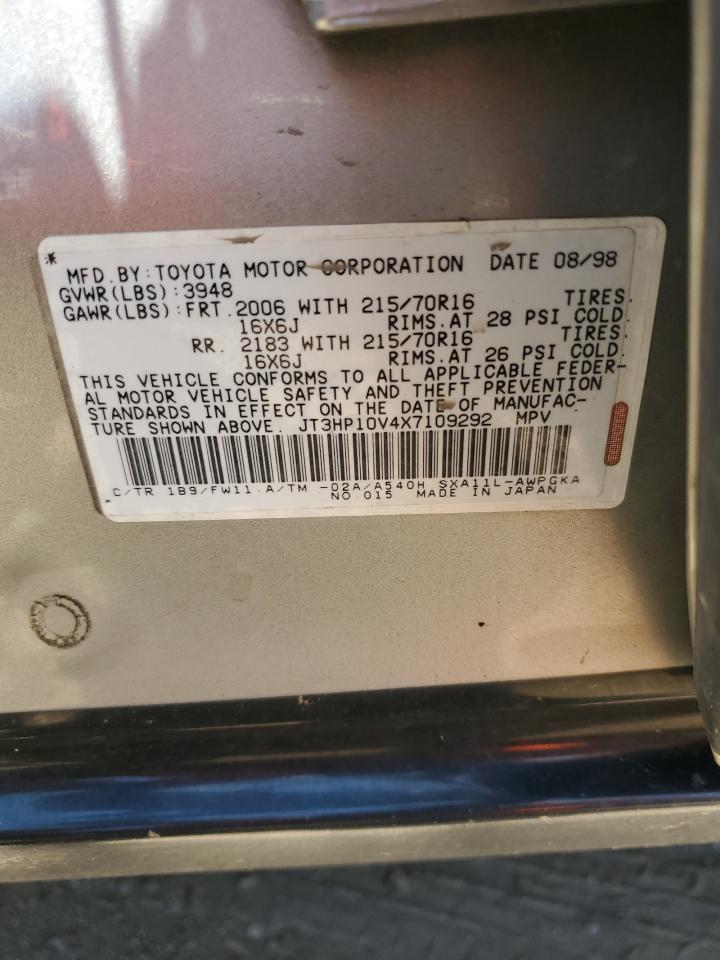 * MFD.BY:TOYOTA MOTOR CORPORATION DATE 08/98
GVWR(LBS):3948
GAWR(LBS):FRT.2006 WITH 215/70R16 TIRES.
16X6J RIMS.AT 28 PSI COLD.
RR. 2183 WITH 215/70R16 TIRES.
16X6J RIMS.AT 26 PSI COLD.
THIS VEHICLE CONFORMS TO ALL APPLICABLE FEDER-
AL MOTOR VEHICLE SAFETY AND THEFT PREVENTION
STANDARDS IN EFFECT ON THE DATE OF MANUFAC-
TURE SHOWN ABOVE. JT3HP10V4X7109292 MPV
C/TR 1B9/FW11.A/TM -02A/A540H SXA11L-AWPGKA
NO.015 MADE IN JAPAN